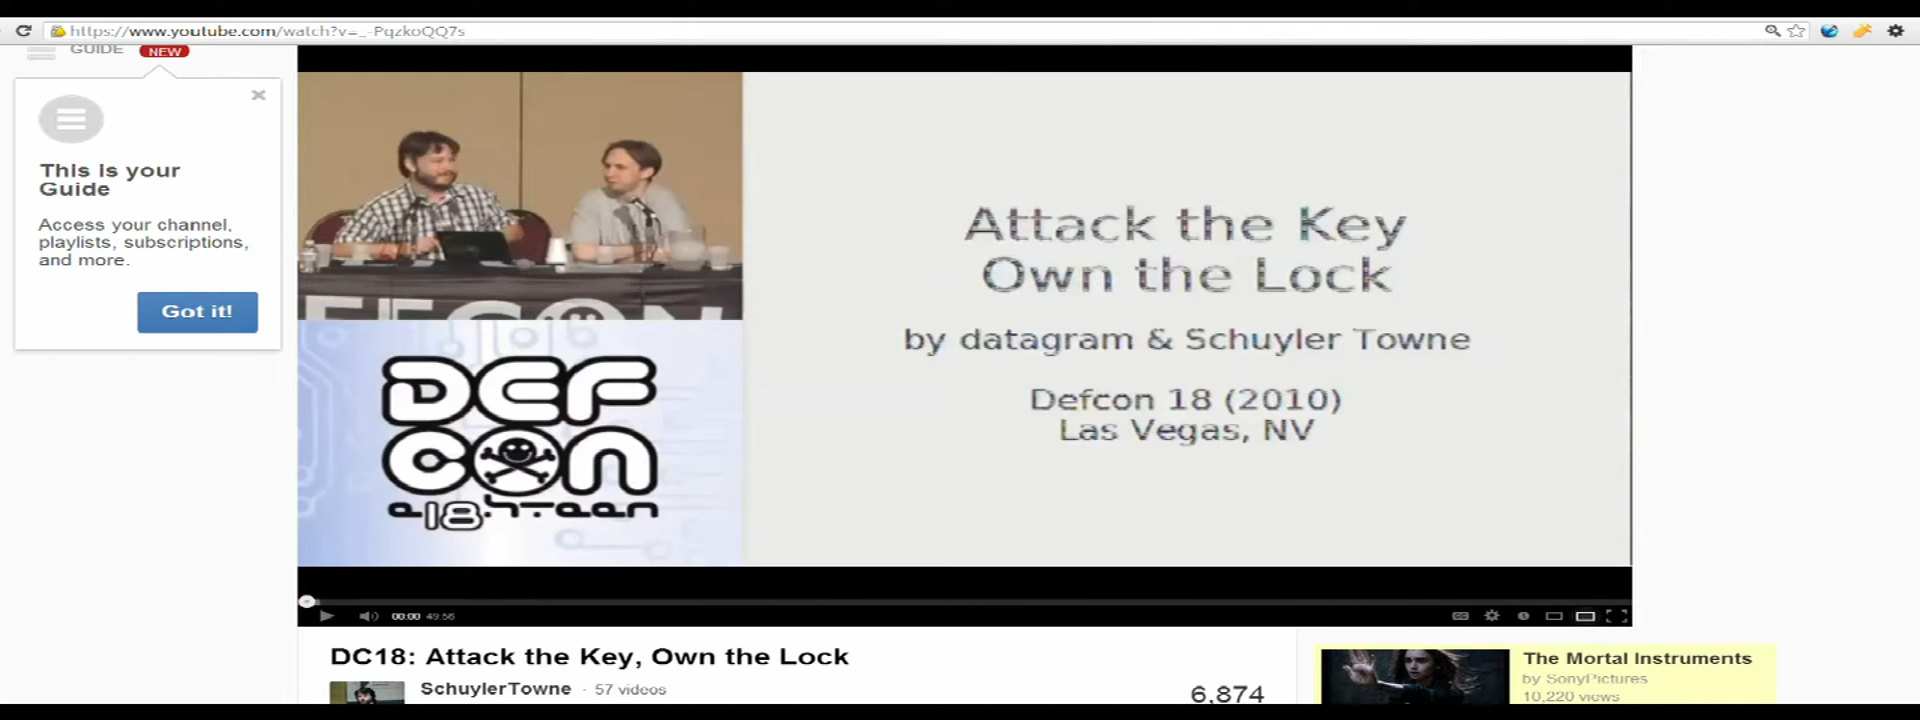 https://www.youtube.com/watch?v=_-PqzkoQQ7s
GUIDE NEW
This is your
Guide
Access your channel,
playlists, subscriptions,
and more.
Got it!
Attack the Key
Own the Lock
by datagram & Schuyler Towne
Defcon 18 (2010)
Las Vegas, NV
DEF
CON
e18hteen
00:00 49:56
DC18: Attack the Key, Own the Lock
SchuylerTowne · 57 videos
6,874
The Mortal Instruments
by SonyPictures
10,220 views